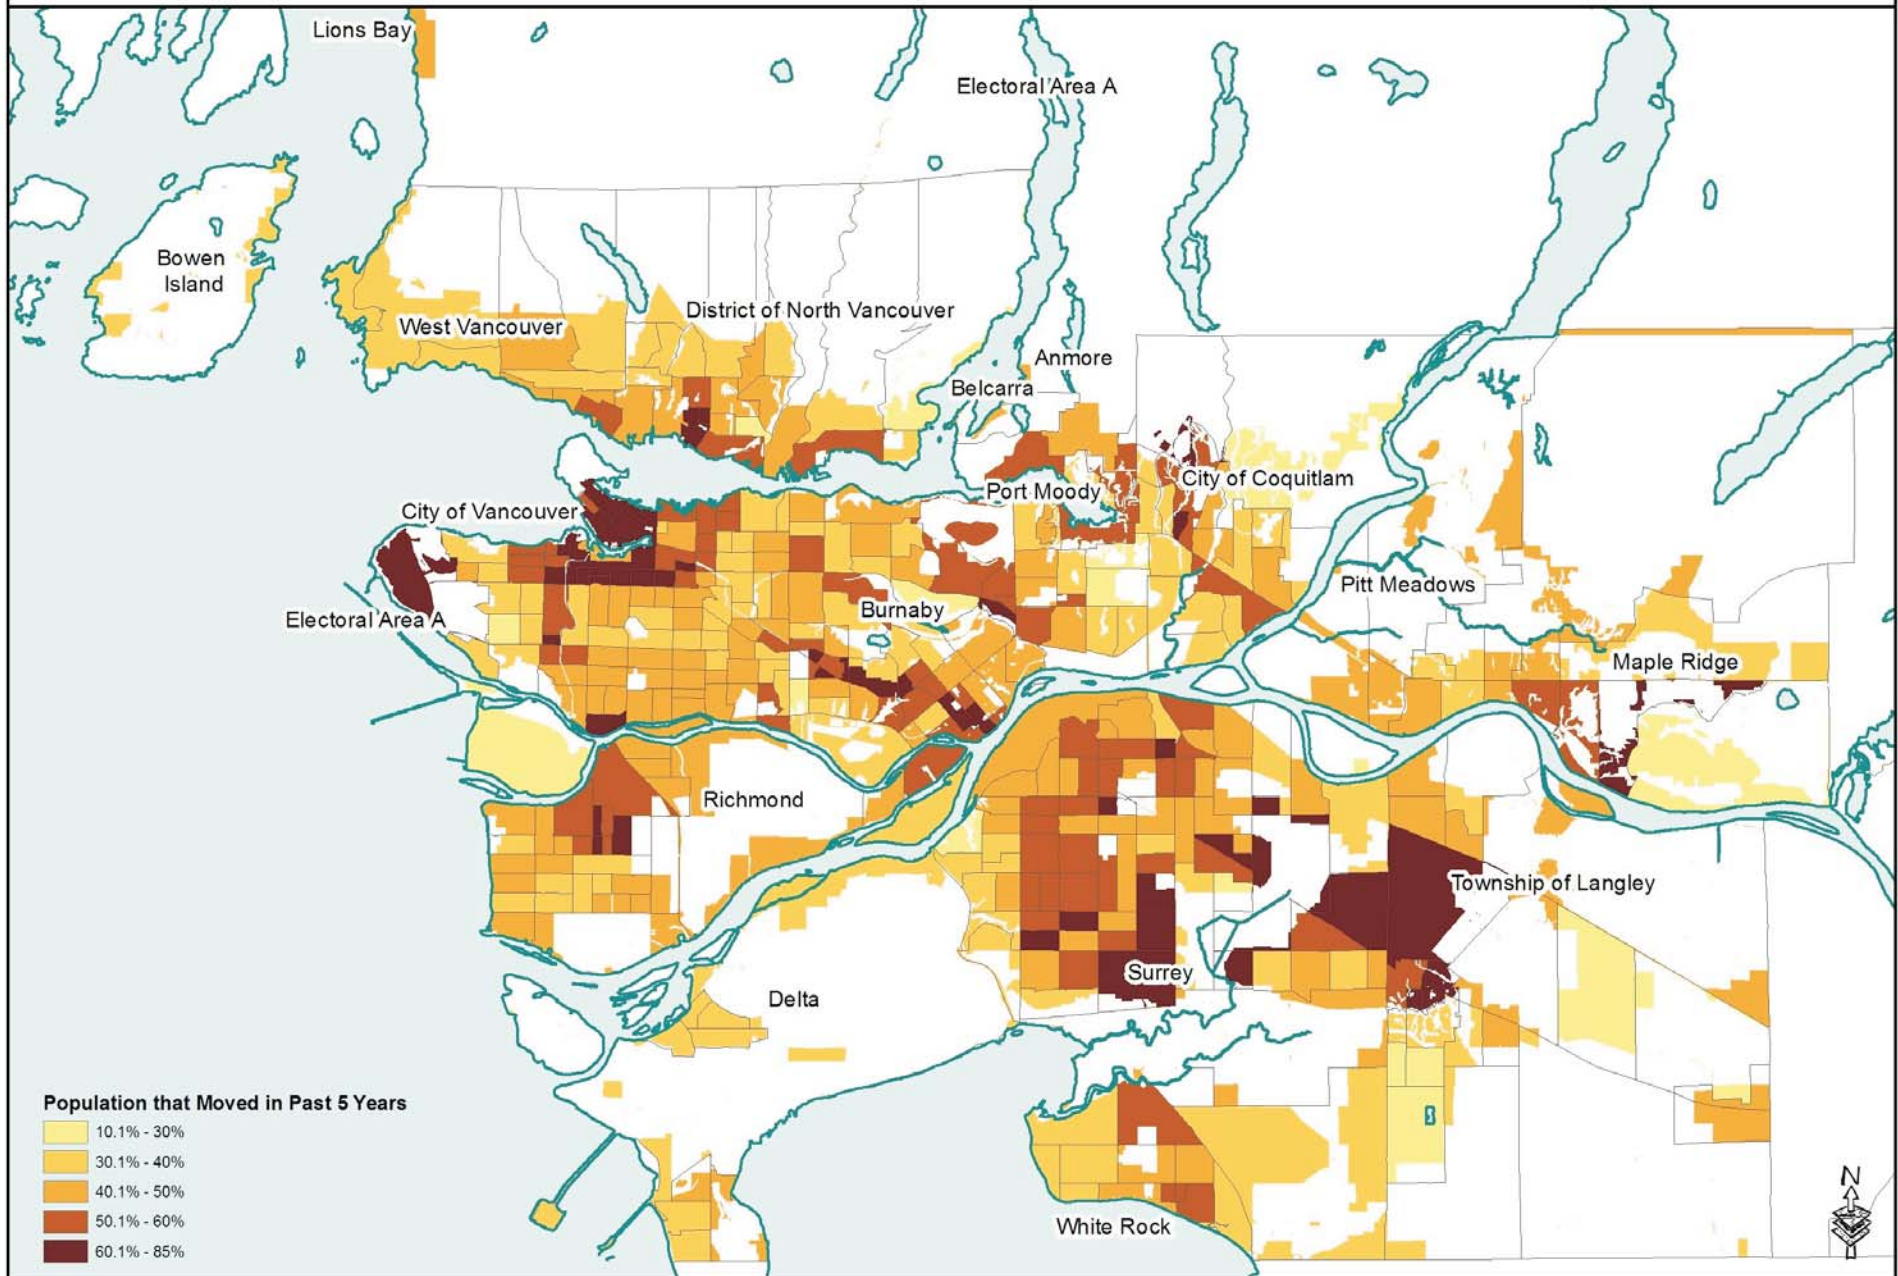 Lions Bay
Electoral Area A
Bowen
Island
District of North Vancouver
West Vancouver
Anmore
Belcarra
City of Coquitlam
Port Moody
City of Vancouver
Pitt Meadows
Burnaby
Electoral Area A
Maple Ridge
Richmond
Township of Langley
Surrey
Delta
Population that Moved in Past 5 Years
10.1% - 30%
30.1% - 40%
40.1% - 50%
50.1% - 60%
60.1% - 85%
White Rock
N